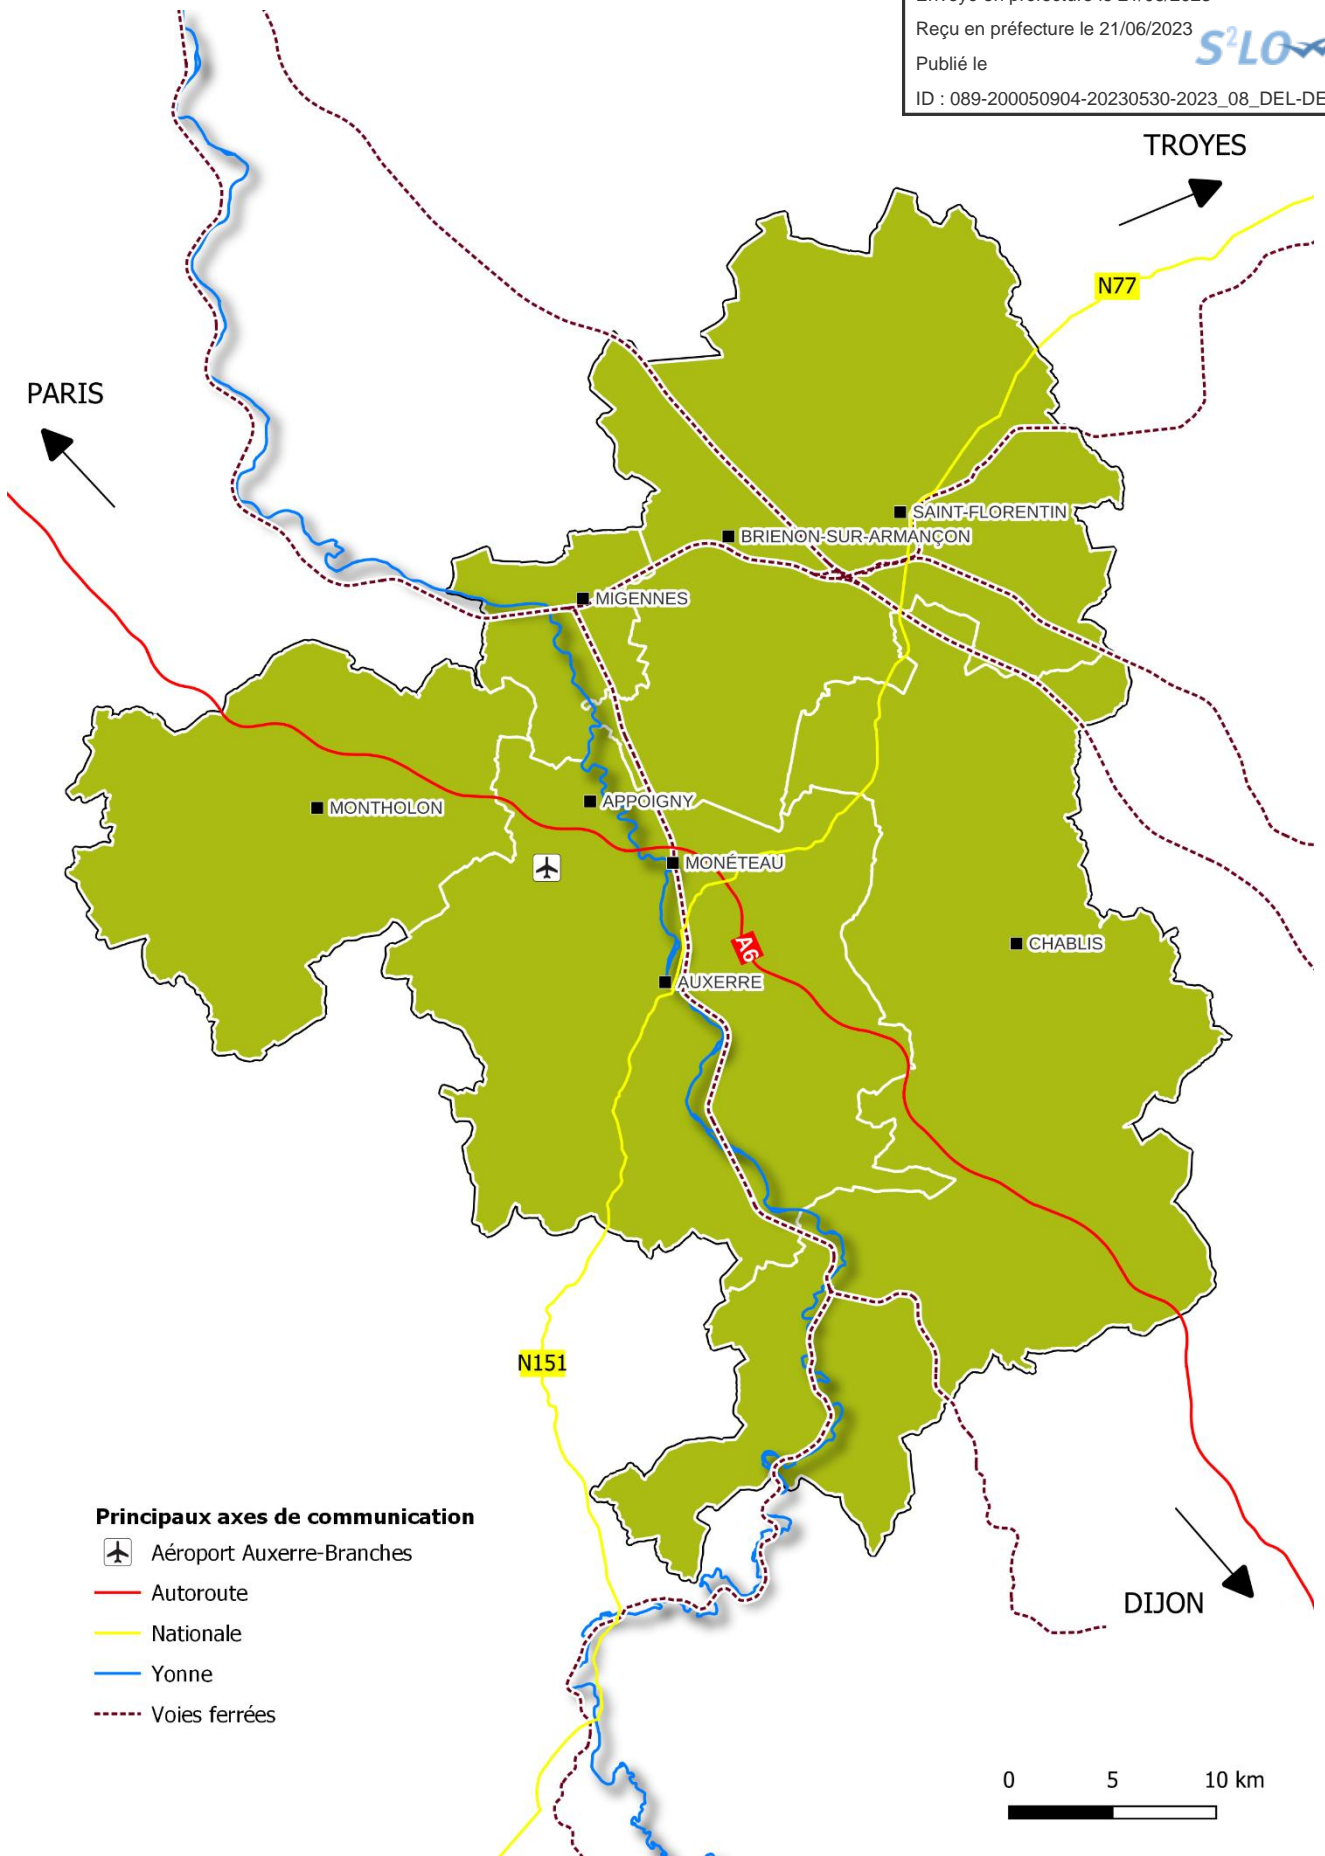 Reçu en préfecture le 21/06/2023
S²LO
Publié le
ID : 089-200050904-20230530-2023_08_DEL-DE
TROYES
N77
PARIS
SAINT-FLORENTIN
BRIENON-SUR-ARMANÇON
MIGENNES
APPOIGNY
MONTHOLON
MONÉTEAU
A6
CHABLIS
AUXERRE
N151
Principaux axes de communication
Aéroport Auxerre-Branches
Autoroute
Nationale
Yonne
Voies ferrées
DIJON
0 5 10 km